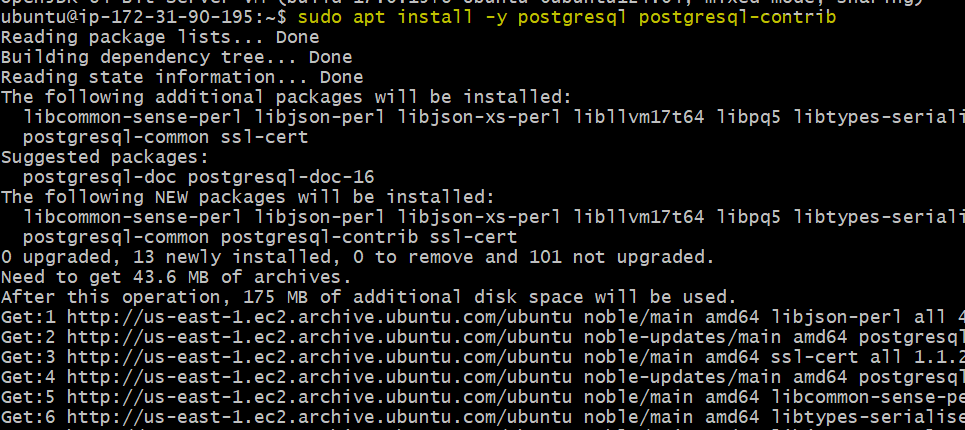 ubuntu@ip-172-31-90-195:~$ sudo apt install -y postgresql postgresql-contrib
Reading package lists... Done
Building dependency tree... Done
Reading state information... Done
The following additional packages will be installed:
  libcommon-sense-perl libjson-perl libjson-xs-perl libllvm17t64 libpq5 libtypes-seriali
  postgresql-common ssl-cert
Suggested packages:
  postgresql-doc postgresql-doc-16
The following NEW packages will be installed:
  libcommon-sense-perl libjson-perl libjson-xs-perl libllvm17t64 libpq5 libtypes-seriali
  postgresql-common postgresql-contrib ssl-cert
0 upgraded, 13 newly installed, 0 to remove and 101 not upgraded.
Need to get 43.6 MB of archives.
After this operation, 175 MB of additional disk space will be used.
Get:1 http://us-east-1.ec2.archive.ubuntu.com/ubuntu noble/main amd64 libjson-perl all 4
Get:2 http://us-east-1.ec2.archive.ubuntu.com/ubuntu noble-updates/main amd64 postgresql
Get:3 http://us-east-1.ec2.archive.ubuntu.com/ubuntu noble/main amd64 ssl-cert all 1.1.2
Get:4 http://us-east-1.ec2.archive.ubuntu.com/ubuntu noble-updates/main amd64 postgresql
Get:5 http://us-east-1.ec2.archive.ubuntu.com/ubuntu noble/main amd64 libcommon-sense-pe
Get:6 http://us-east-1.ec2.archive.ubuntu.com/ubuntu noble/main amd64 libtypes-serialise